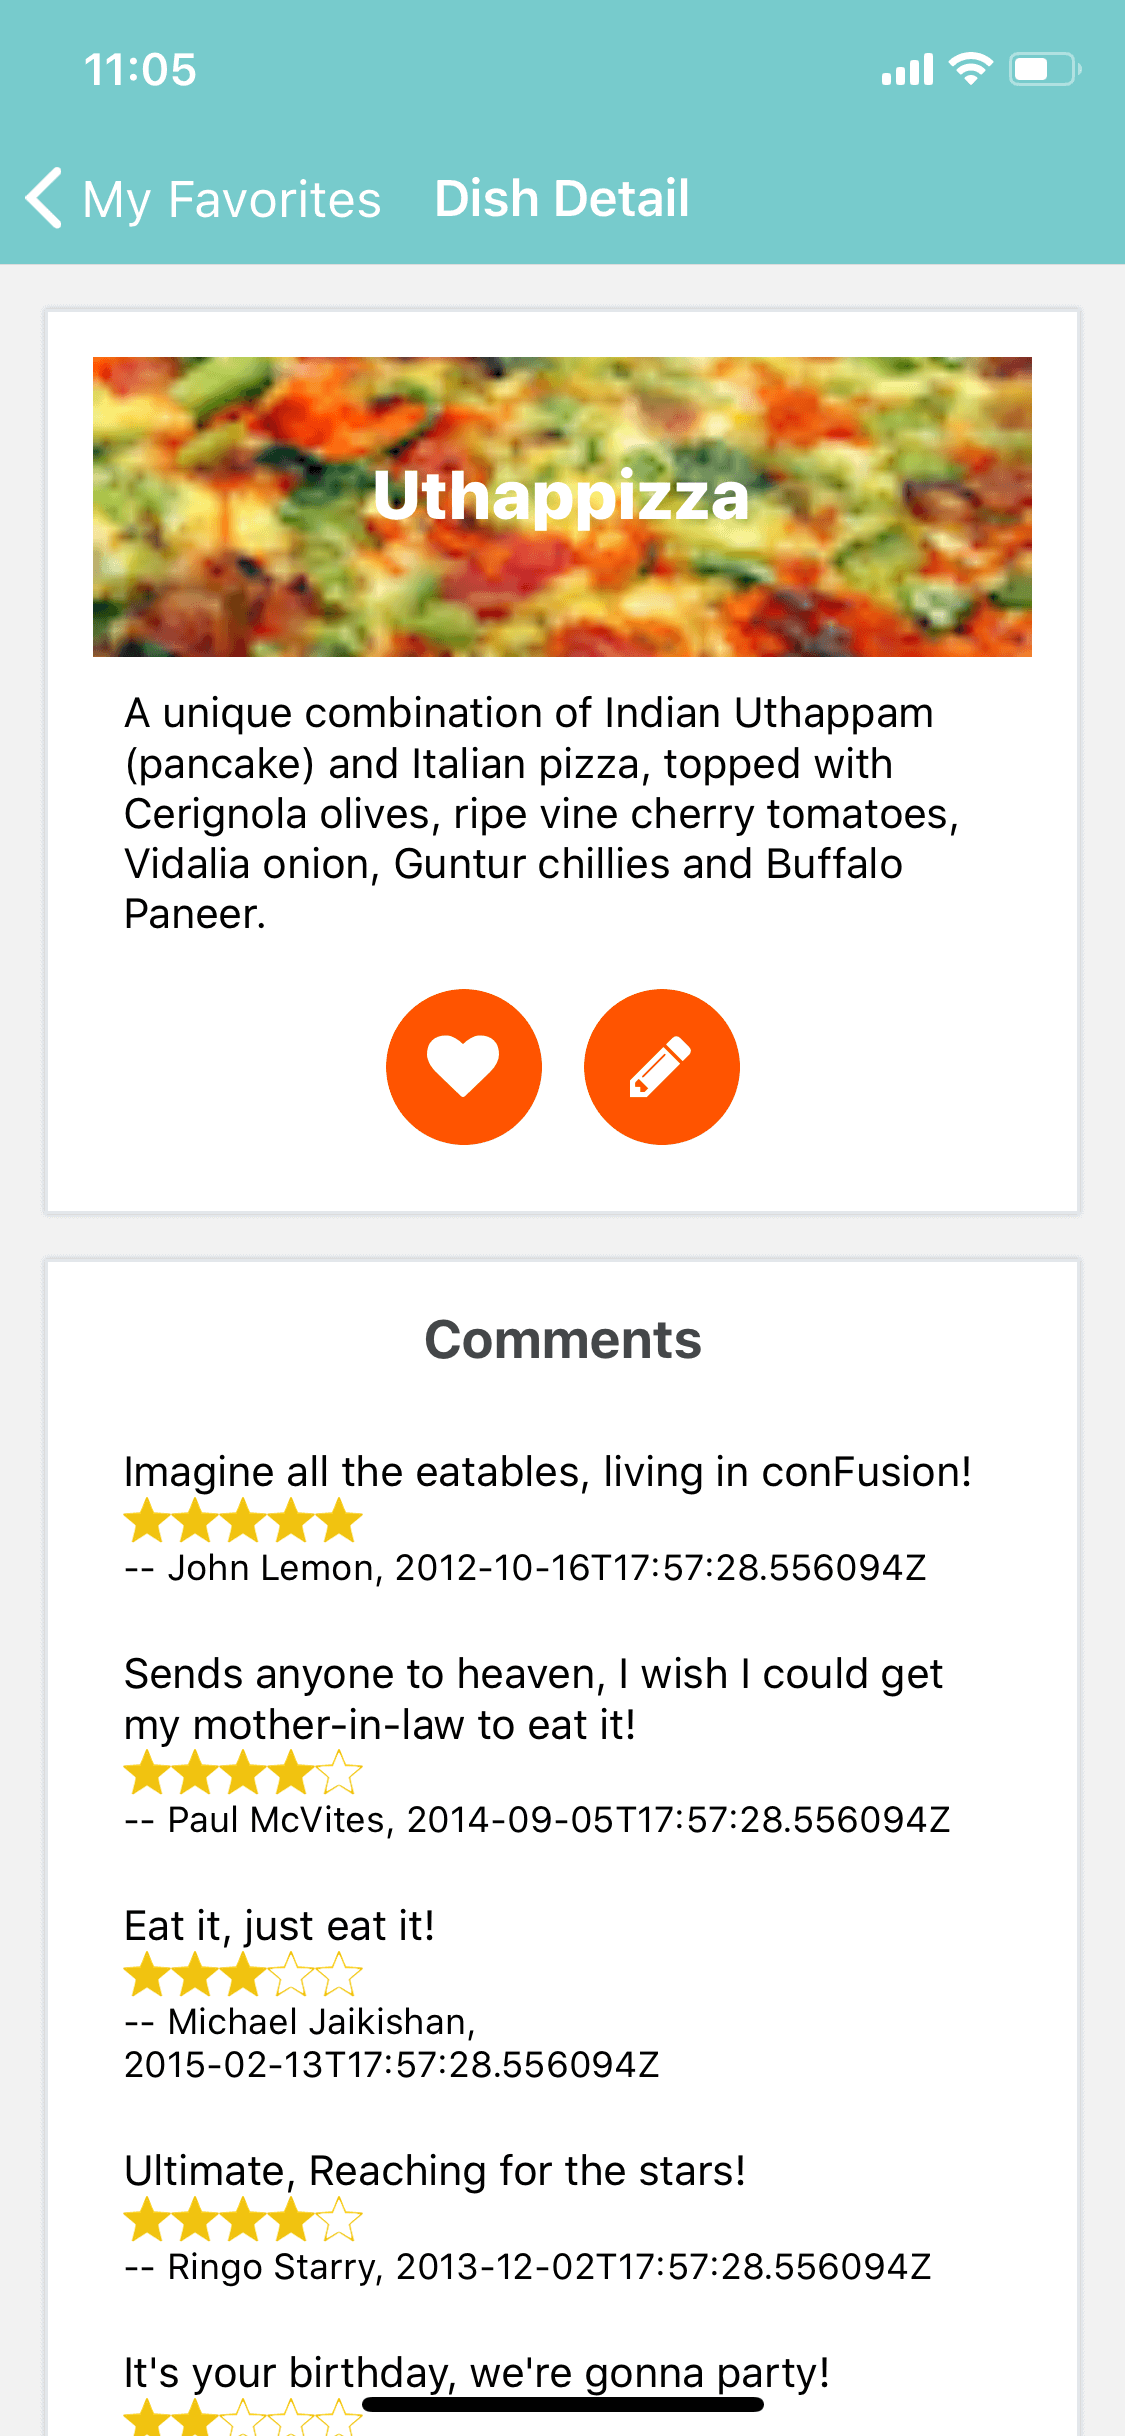 11:05
My Favorites Dish Detail
Uthappizza
A unique combination of Indian Uthappam
(pancake) and Italian pizza, topped with
Cerignola olives, ripe vine cherry tomatoes,
Vidalia onion, Guntur chillies and Buffalo
Paneer.
Comments
Imagine all the eatables, living in conFusion!
-- John Lemon, 2012-10-16T17:57:28.556094Z
Sends anyone to heaven, I wish I could get
my mother-in-law to eat it!
-- Paul McVites, 2014-09-05T17:57:28.556094Z
Eat it, just eat it!
-- Michael Jaikishan,
2015-02-13T17:57:28.556094Z
Ultimate, Reaching for the stars!
-- Ringo Starry, 2013-12-02T17:57:28.556094Z
It's your birthday, we're gonna party!